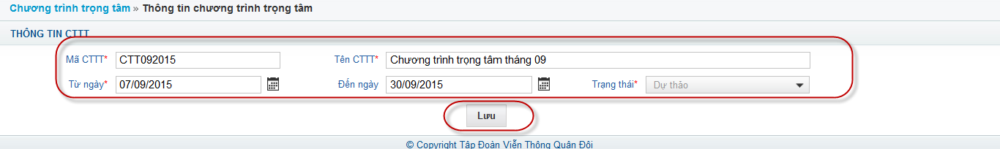 Chương trình trọng tâm » Thông tin chương trình trọng tâm
THÔNG TIN CTTT
Mã CTTT* CTT092015 Tên CTTT* Chương trình trọng tâm tháng 09
Từ ngày* 07/09/2015 Đến ngày 30/09/2015 Trạng thái* Dự thảo
Lưu
© Copyright Tập Đoàn Viễn Thông Quân Đội